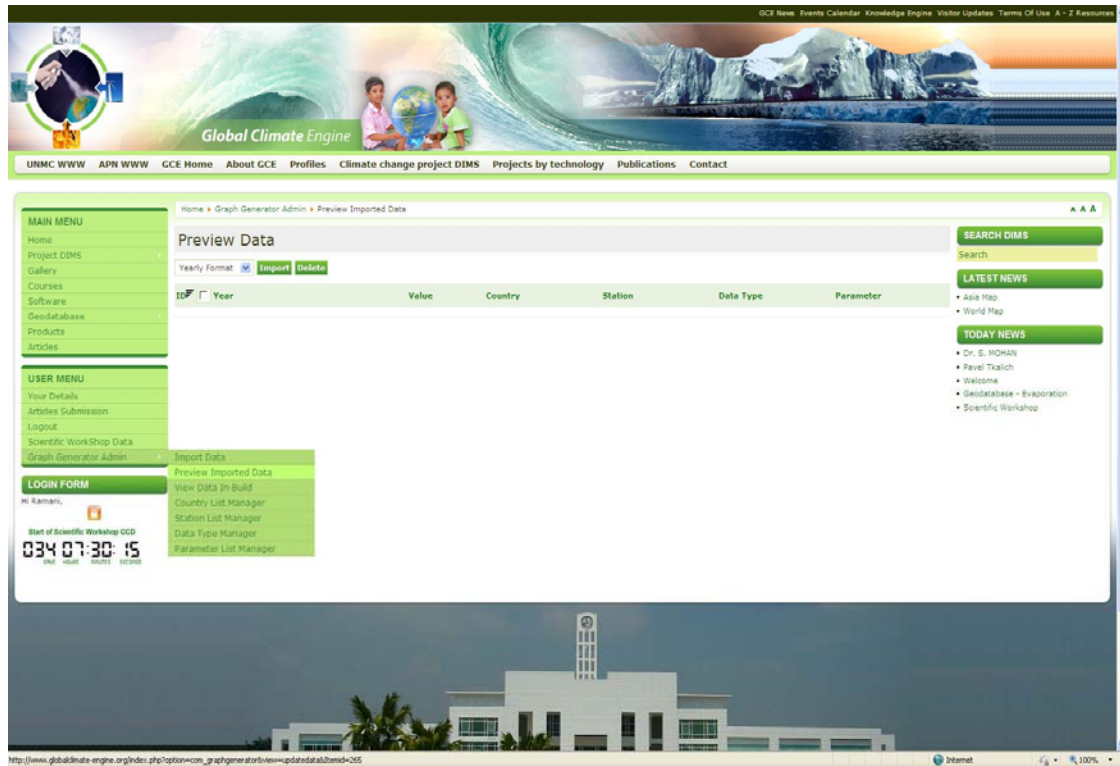 GCE News Events Calendar Knowledge Engine Visitor Updates Terms Of Use A - Z Resources
Global Climate Engine
UNMC WWW APN WWW GCE Home About GCE Profiles Climate change project DIMS Projects by technology Publications Contact
Home Graph Generator Admin Preview Imported Data A A A
MAIN MENU
Home
Project DIMS
Gallery
Courses
Software
Geodatabase
Products
Articles
USER MENU
Your Details
Articles Submission
Logout
Scientific WorkShop Data
Graph Generator Admin
Import Data
Preview Imported Data
View Data In-Build
Country List Manager
Station List Manager
Data Type Manager
Parameter List Manager
LOGIN FORM
Hi Ramani,
Start of Scientific Workshop CCD
034 07:30:15
DAYS HOURS MINUTES SECONDS
Preview Data
Yearly Format Import Delete
ID Year Value Country Station Data Type Parameter
SEARCH DIMS
Search
LATEST NEWS
Asia Map
World Map
TODAY NEWS
Dr. S. MOHAN
Pavel Tkalich
Welcome
Geodatabase - Evaporation
Scientific Workshop
http://www.globalclimate-engine.org/index.php?option=com_graphgenerator&view=updatedata&Itemid=265 Internet 100%